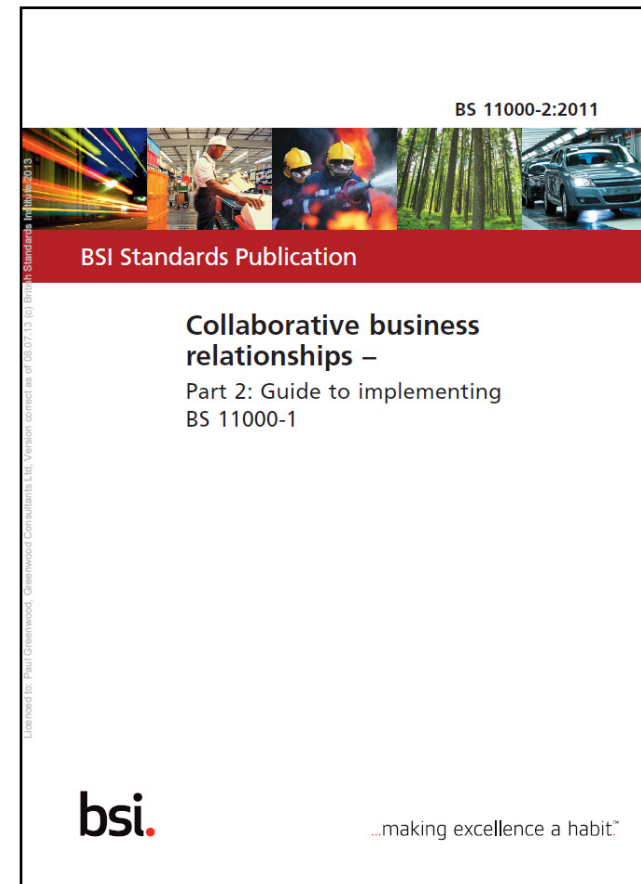 BS 11000-2:2011
BSI Standards Publication
Collaborative business
relationships –
Part 2: Guide to implementing
BS 11000-1
Licenced to: Paul Greenwood, Greenwood Consultants Ltd, Version correct as of 08.07.13 (c) British Standards Institute 2013
bsi.
...making excellence a habit.™